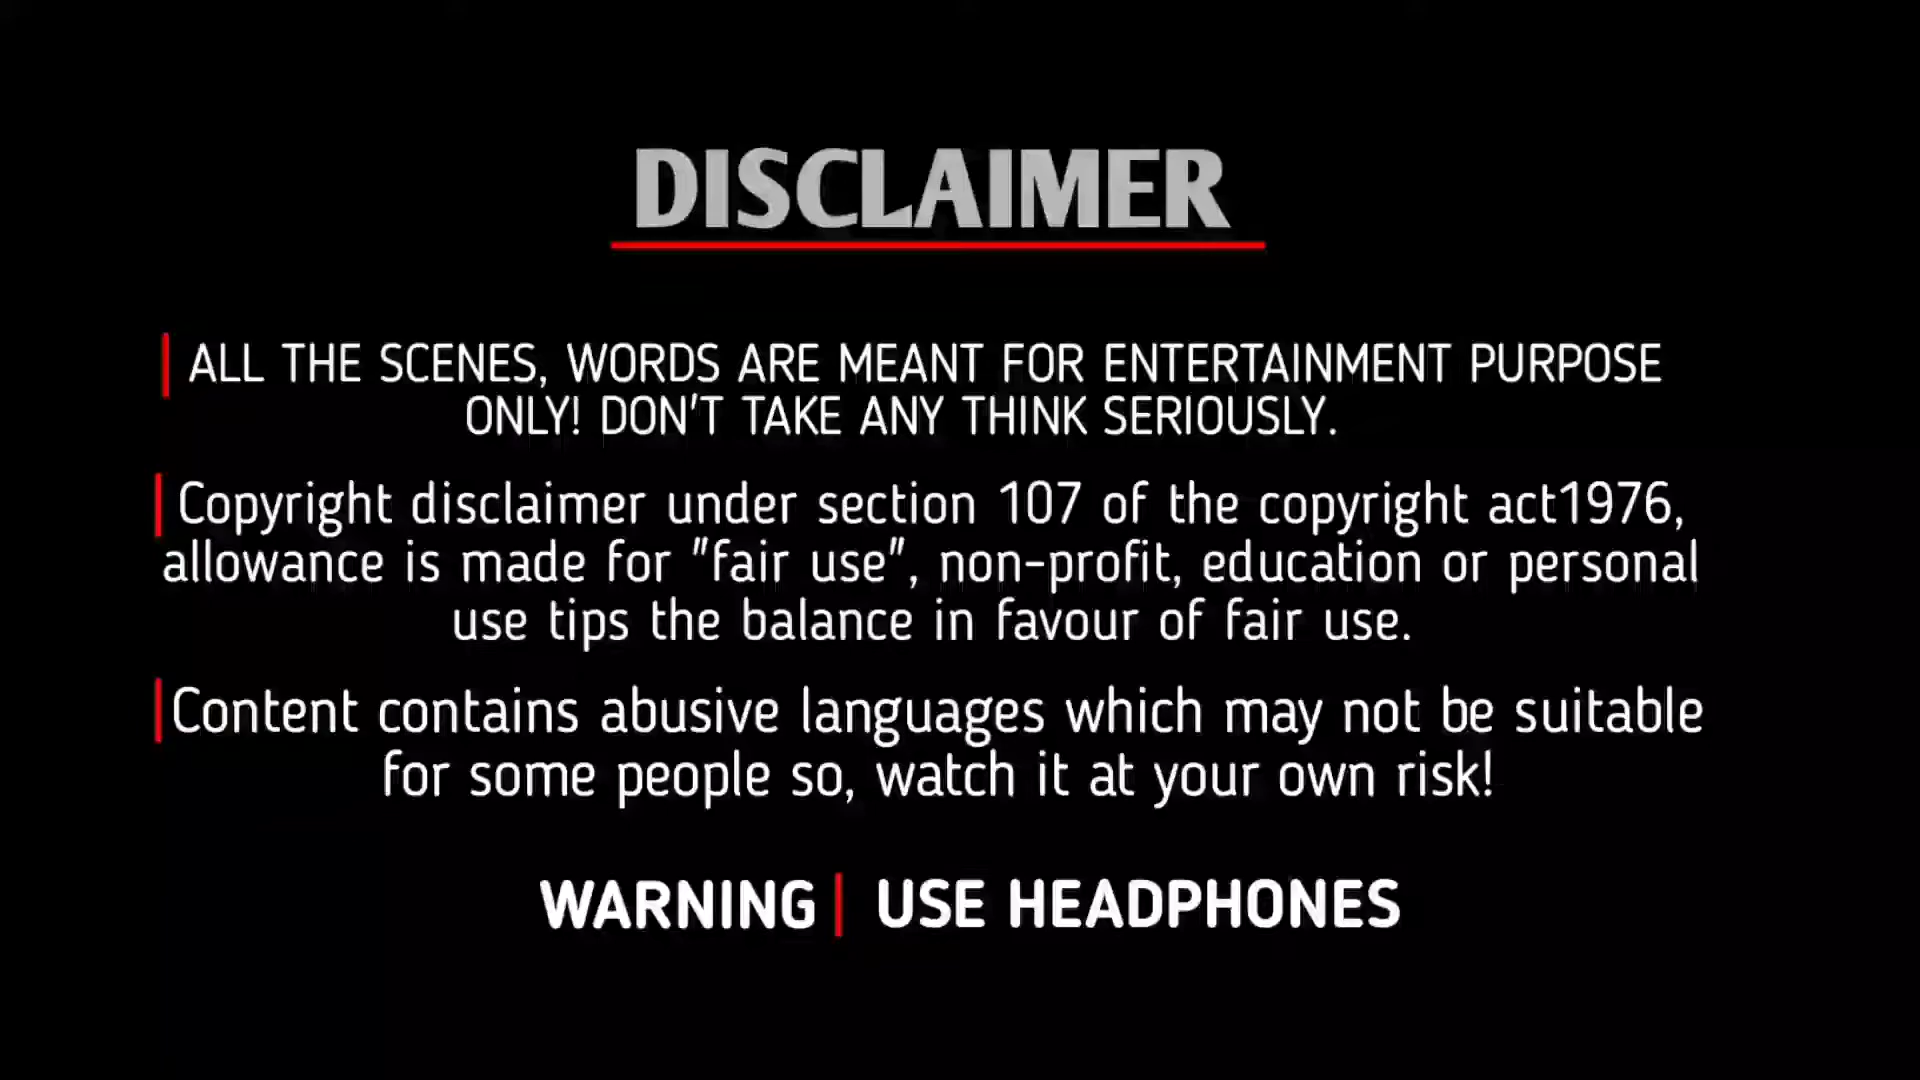 DISCLAIMER
ALL THE SCENES, WORDS ARE MEANT FOR ENTERTAINMENT PURPOSE
ONLY! DON'T TAKE ANY THINK SERIOUSLY.
Copyright disclaimer under section 107 of the copyright act1976,
allowance is made for "fair use", non-profit, education or personal
use tips the balance in favour of fair use.
Content contains abusive languages which may not be suitable
for some people so, watch it at your own risk!
WARNING| USE HEADPHONES